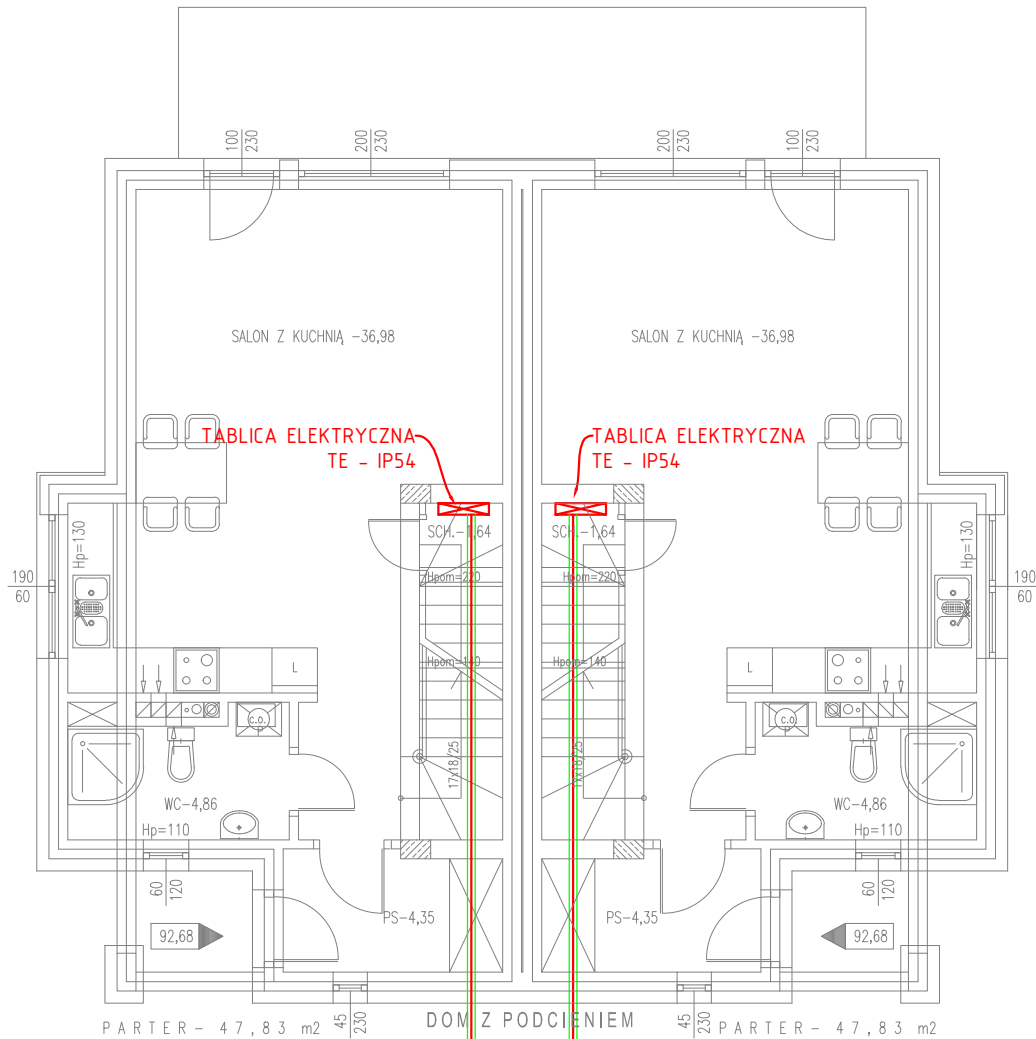 100
230
200
230
200
230
100
230
SALON Z KUCHNIĄ -36,98
SALON Z KUCHNIĄ -36,98
TABLICA ELEKTRYCZNA
TE - IP54
TABLICA ELEKTRYCZNA
TE - IP54
Hp=130
SCH.-1,64
SCH.-1,64
Hp=130
190
60
Hpom=220
Hpom=220
190
60
L
Hpom=140
Hpom=140
L
c.o.
c.o.
17x18/25
17x18/25
WC-4,86
WC-4,86
Hp=110
Hp=110
60
120
60
120
PS-4,35
PS-4,35
92,68
92,68
45
230
45
230
PARTER- 47,83 m2
DOM Z PODCIENIEM
PARTER- 47,83 m2